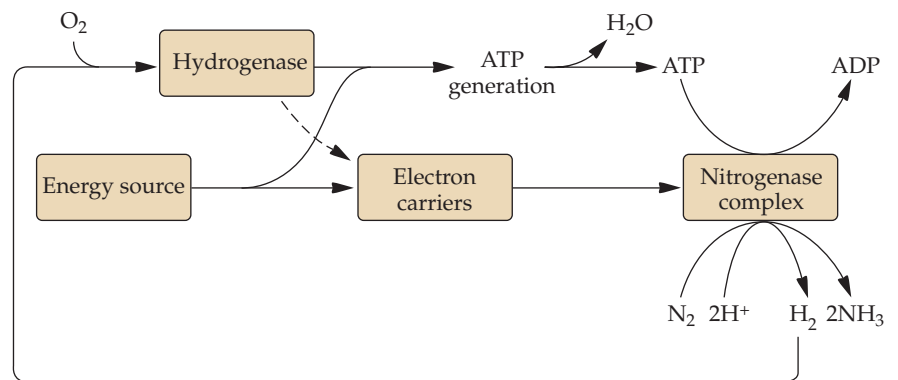 O₂
H₂O
Hydrogenase
ATP
generation
ATP
ADP
Energy source
Electron
carriers
Nitrogenase
complex
N₂ 2H⁺ H₂ 2NH₃